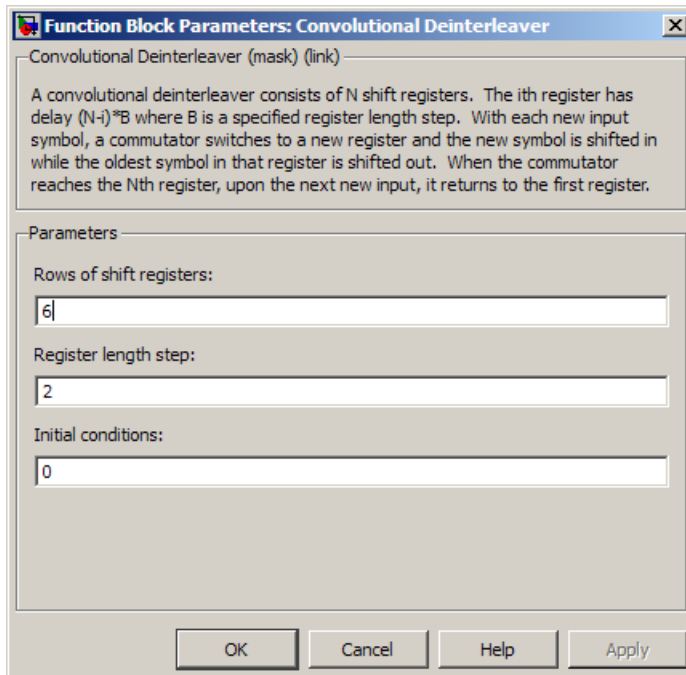 Function Block Parameters: Convolutional Deinterleaver
Convolutional Deinterleaver (mask) (link)
A convolutional deinterleaver consists of N shift registers.  The ith register has
delay (N-i)*B where B is a specified register length step.  With each new input
symbol, a commutator switches to a new register and the new symbol is shifted in
while the oldest symbol in that register is shifted out.  When the commutator
reaches the Nth register, upon the next new input, it returns to the first register.
Parameters
Rows of shift registers:
6
Register length step:
2
Initial conditions:
0
OK Cancel Help Apply